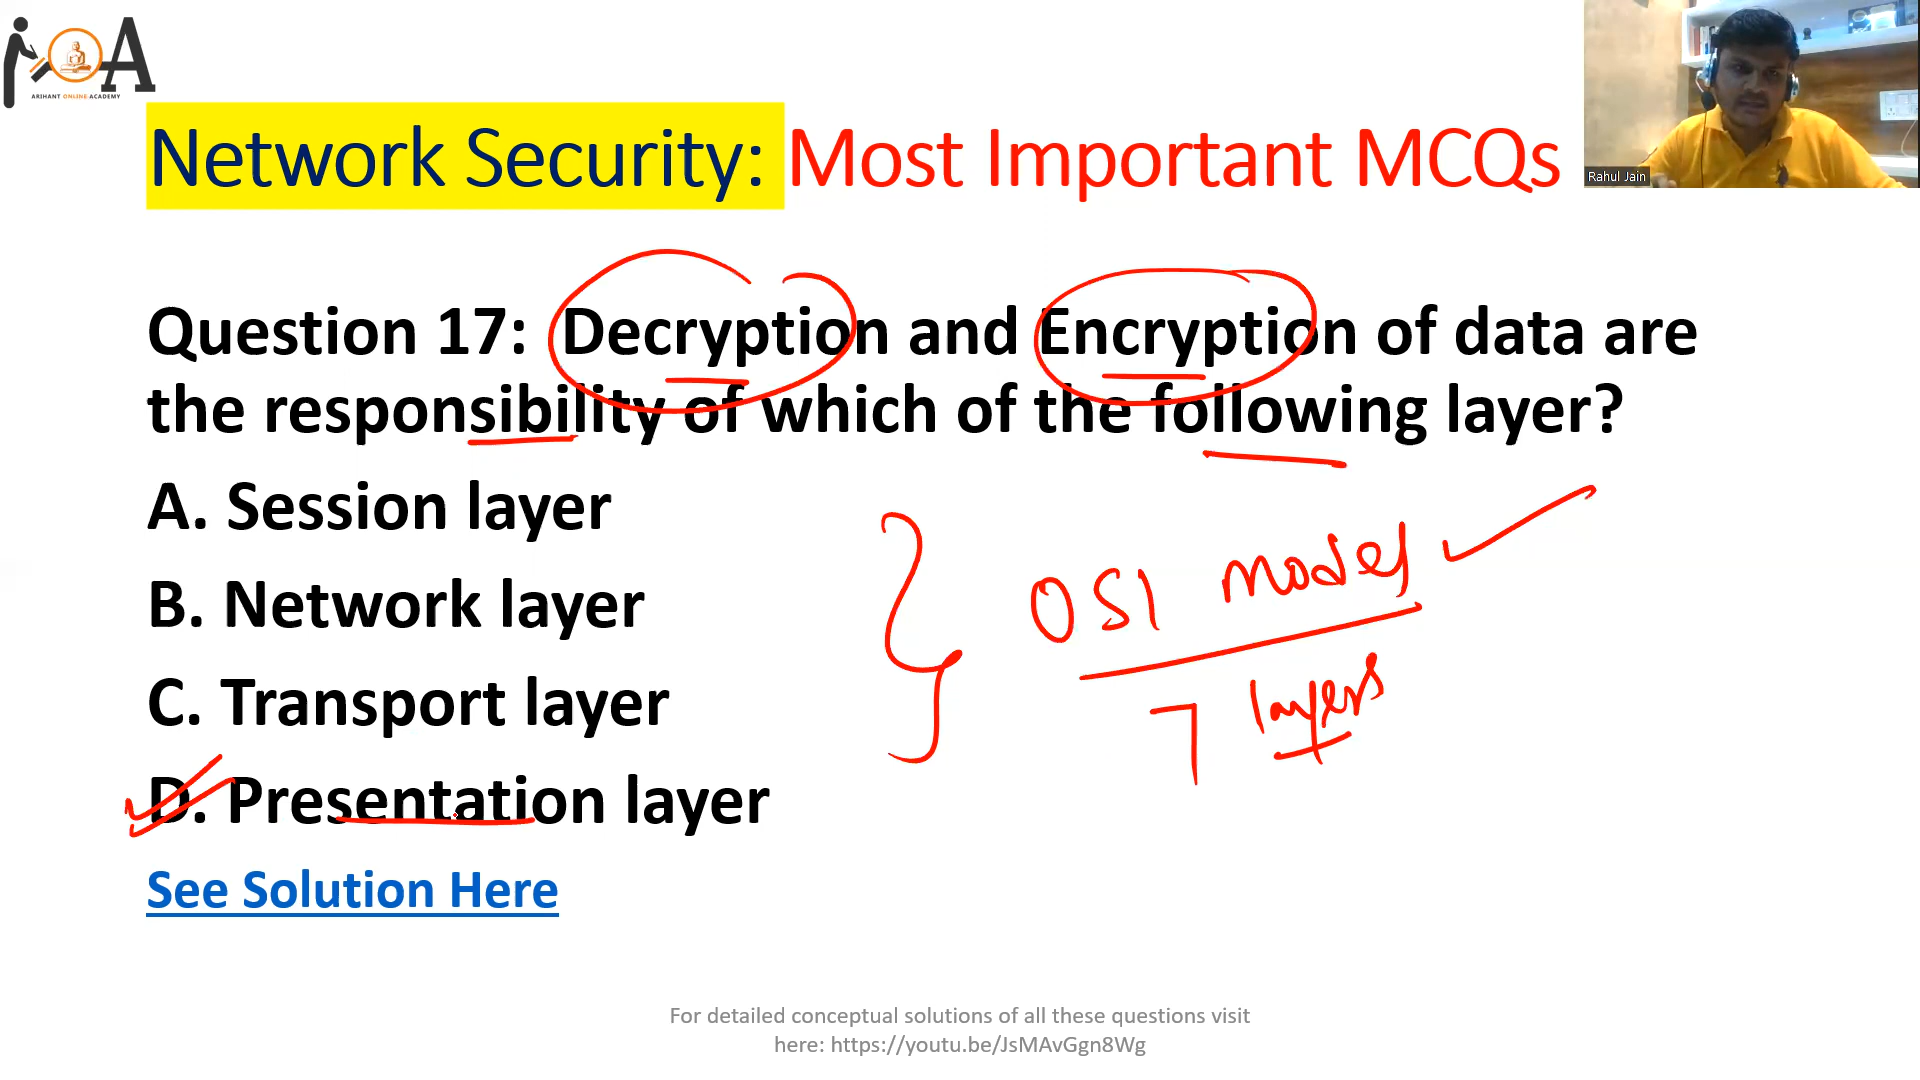 A
ARIHANT ONLINE ACADEMY
Network Security: Most Important MCQs
Rahul Jain
Question 17: Decryption and Encryption of data are
the responsibility of which of the following layer?
A. Session layer
B. Network layer
C. Transport layer
D. Presentation layer
OSI model
7 layers
See Solution Here
For detailed conceptual solutions of all these questions visit
here: https://youtu.be/JsMAvGgn8Wg